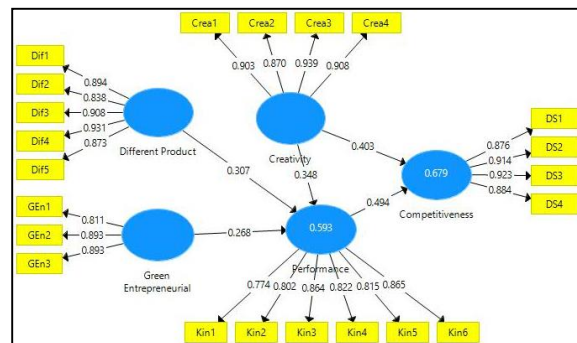 Crea1 Crea2 Crea3 Crea4
0.903 0.870 0.939 0.908
Dif1
Dif2
Dif3
Dif4
Dif5
0.894
0.838
0.908
0.931
0.873
Different Product
Creativity
0.403
0.348
0.307
DS1
DS2
DS3
DS4
0.876
0.914
0.923
0.884
0.679
Competitiveness
0.494
GEn1
GEn2
GEn3
0.811
0.893
0.893
Green
Entrepreneurial
0.268
0.593
Performance
0.774 0.802 0.864 0.822 0.815 0.865
Kin1 Kin2 Kin3 Kin4 Kin5 Kin6